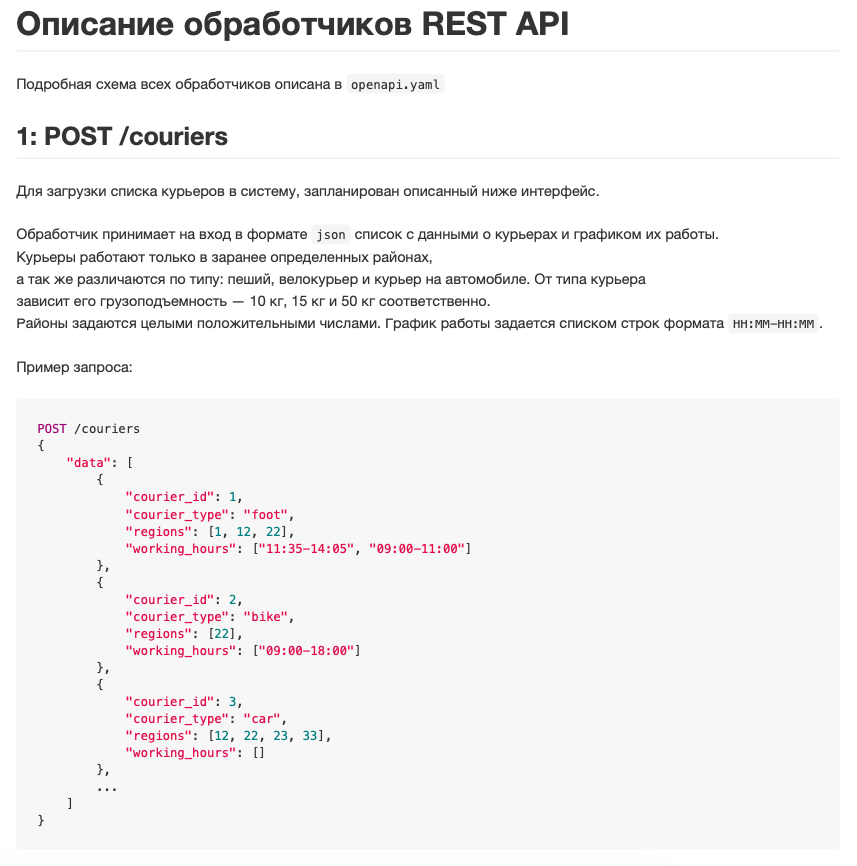 Описание обработчиков REST API
Подробная схема всех обработчиков описана в openapi.yaml
1: POST /couriers
Для загрузки списка курьеров в систему, запланирован описанный ниже интерфейс.
Обработчик принимает на вход в формате json список с данными о курьерах и графиком их работы.
Курьеры работают только в заранее определенных районах,
а так же различаются по типу: пеший, велокурьер и курьер на автомобиле. От типа курьера
зависит его грузоподъемность — 10 кг, 15 кг и 50 кг соответственно.
Районы задаются целыми положительными числами. График работы задается списком строк формата HH:MM-HH:MM .
Пример запроса:
POST /couriers
{
    "data": [
        {
            "courier_id": 1,
            "courier_type": "foot",
            "regions": [1, 12, 22],
            "working_hours": ["11:35-14:05", "09:00-11:00"]
        },
        {
            "courier_id": 2,
            "courier_type": "bike",
            "regions": [22],
            "working_hours": ["09:00-18:00"]
        },
        {
            "courier_id": 3,
            "courier_type": "car",
            "regions": [12, 22, 23, 33],
            "working_hours": []
        },
        ...
    ]
}